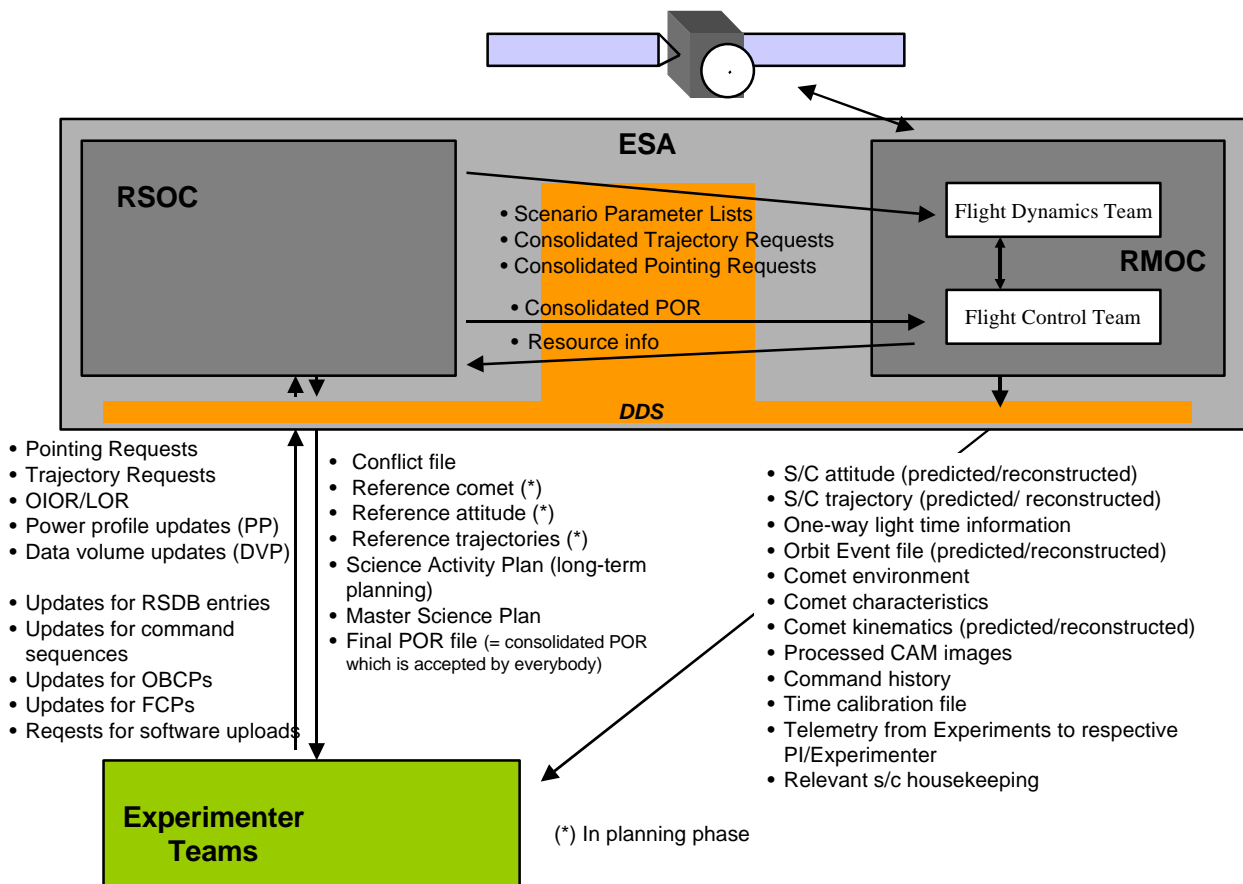 ESA
RSOC
• Scenario Parameter Lists
• Consolidated Trajectory Requests
• Consolidated Pointing Requests
• Consolidated POR
• Resource info
Flight Dynamics Team
RMOC
Flight Control Team
DDS
• Pointing Requests
• Trajectory Requests
• OIOR/LOR
• Power profile updates (PP)
• Data volume updates (DVP)
• Updates for RSDB entries
• Updates for command
sequences
• Updates for OBCPs
• Updates for FCPs
• Reqests for software uploads
• Conflict file
• Reference comet (*)
• Reference attitude (*)
• Reference trajectories (*)
• Science Activity Plan (long-term
planning)
• Master Science Plan
• Final POR file (= consolidated POR
which is accepted by everybody)
• S/C attitude (predicted/reconstructed)
• S/C trajectory (predicted/ reconstructed)
• One-way light time information
• Orbit Event file (predicted/reconstructed)
• Comet environment
• Comet characteristics
• Comet kinematics (predicted/reconstructed)
• Processed CAM images
• Command history
• Time calibration file
• Telemetry from Experiments to respective
PI/Experimenter
• Relevant s/c housekeeping
Experimenter
Teams
(*) In planning phase